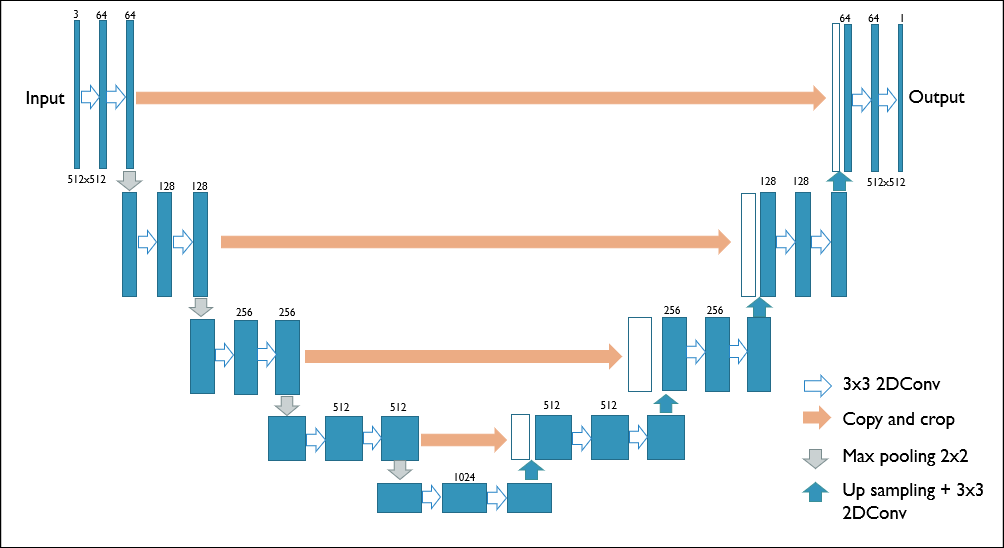 3 64 64
64 64 1
Input
Output
512x512
512x512
128 128
128 128
256 256
256 256
512 512
512 512
1024
3x3 2DConv
Copy and crop
Max pooling 2x2
Up sampling + 3x3
2DConv